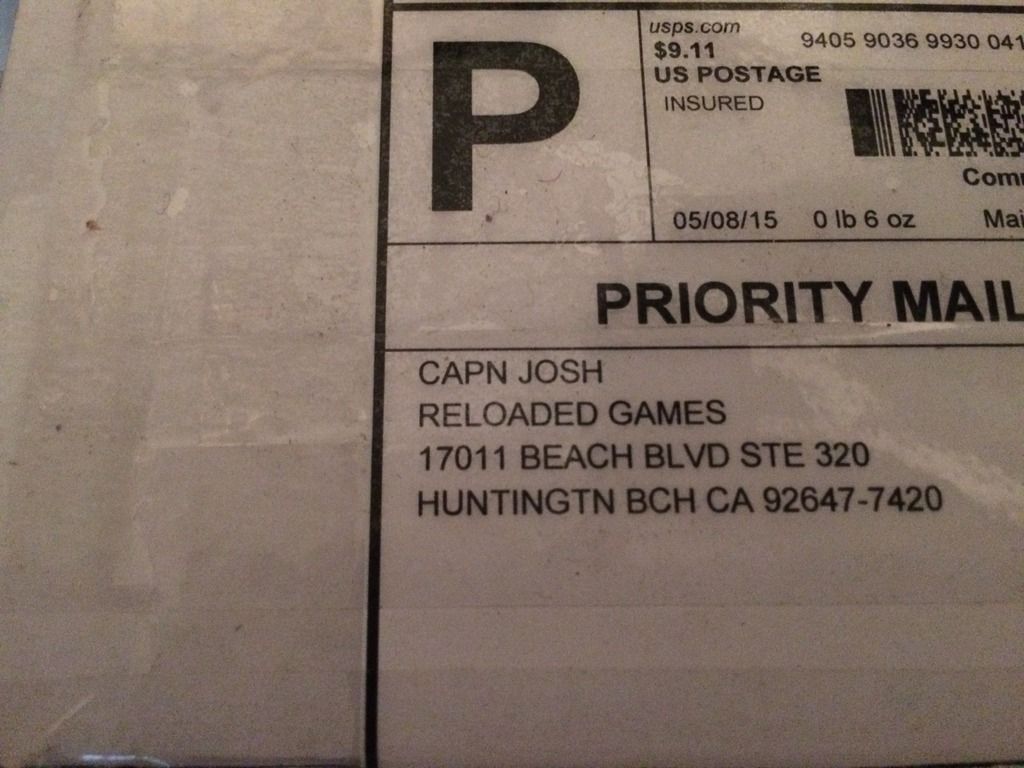 P
usps.com
$9.11
US POSTAGE
INSURED
9405 9036 9930 041
05/08/15 0 lb 6 oz
PRIORITY MAIL
CAPN JOSH
RELOADED GAMES
17011 BEACH BLVD STE 320
HUNTINGTN BCH CA 92647-7420